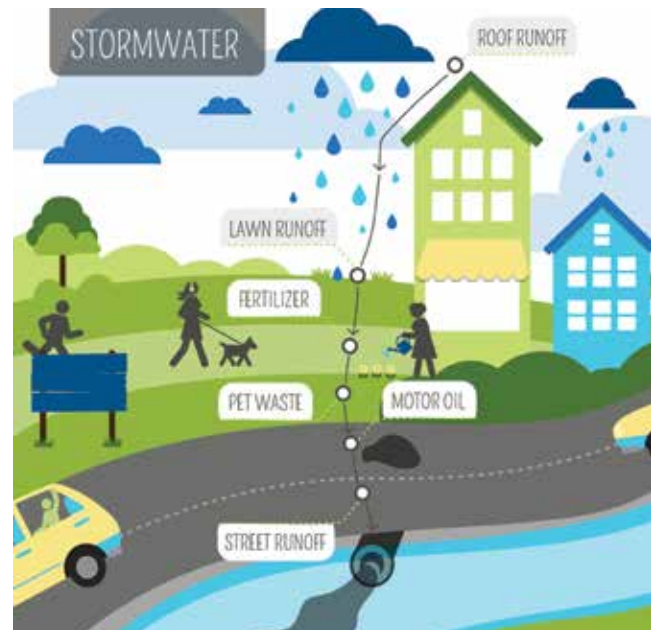 STORMWATER
ROOF RUNOFF
LAWN RUNOFF
FERTILIZER
PET WASTE
MOTOR OIL
STREET RUNOFF